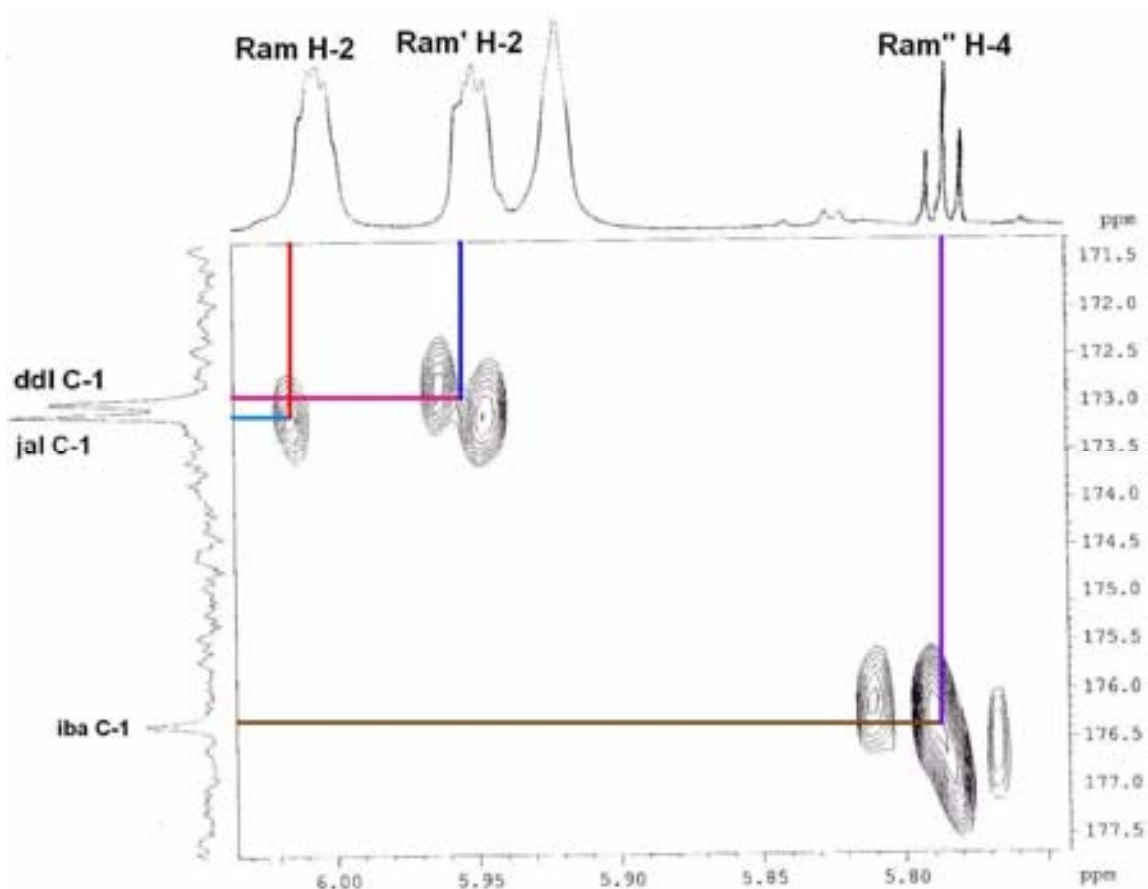 Ram H-2
Ram' H-2
Ram" H-4
ppm
171.5
172.0
172.5
ddl C-1
173.0
jal C-1
173.5
174.0
174.5
175.0
175.5
176.0
iba C-1
176.5
177.0
177.5
6.00
5.95
5.90
5.85
5.80
ppm